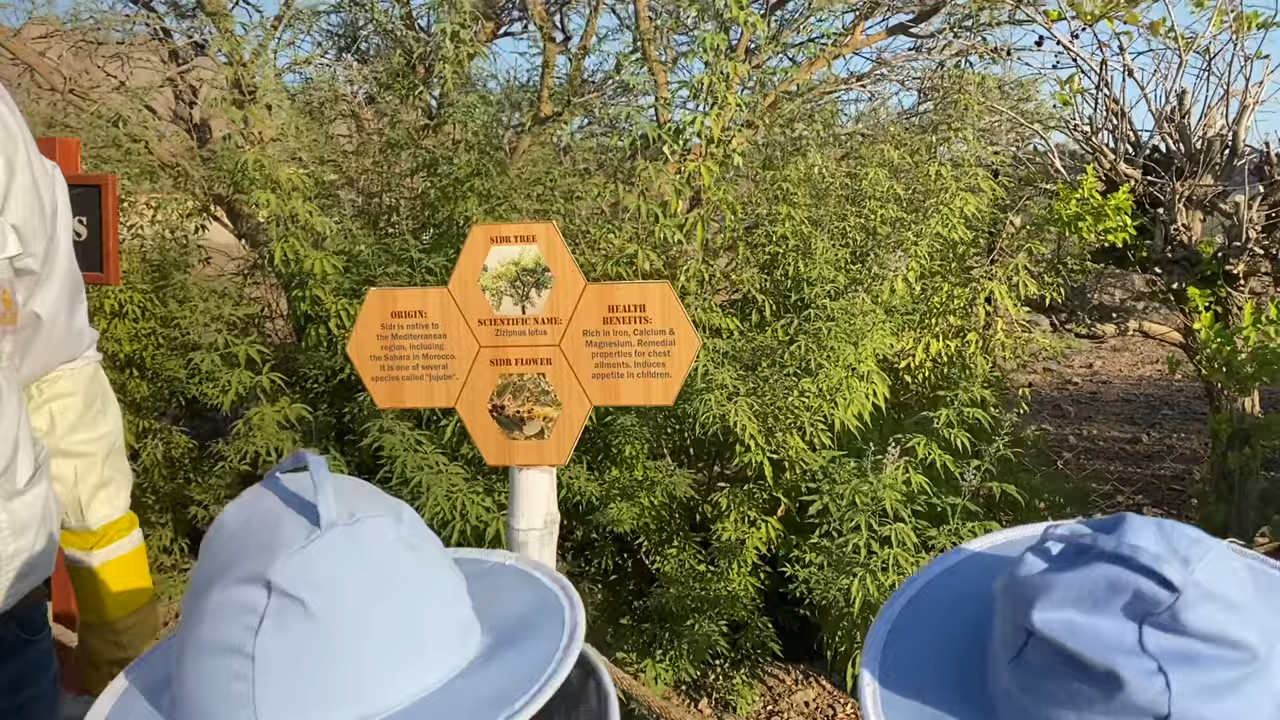 S
SIDR TREE
SCIENTIFIC NAME:
Ziziphus lotus
ORIGIN:
Sidr is native to
the Mediterranean
region, including
the Sahara in Morocco.
It is one of several
species called "jujube".
HEALTH
BENEFITS:
Rich in Iron, Calcium &
Magnesium. Remedial
properties for chest
ailments. Induces
appetite in children.
SIDR FLOWER